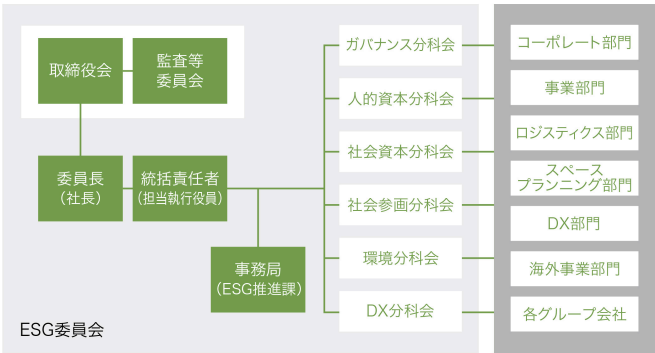 取締役会
監査等
委員会
委員長
（社長）
統括責任者
（担当執行役員）
事務局
（ESG推進課）
ESG委員会
ガバナンス分科会
人的資本分科会
社会資本分科会
社会参画分科会
環境分科会
DX分科会
コーポレート部門
事業部門
ロジスティクス部門
スペース
プランニング部門
DX部門
海外事業部門
各グループ会社